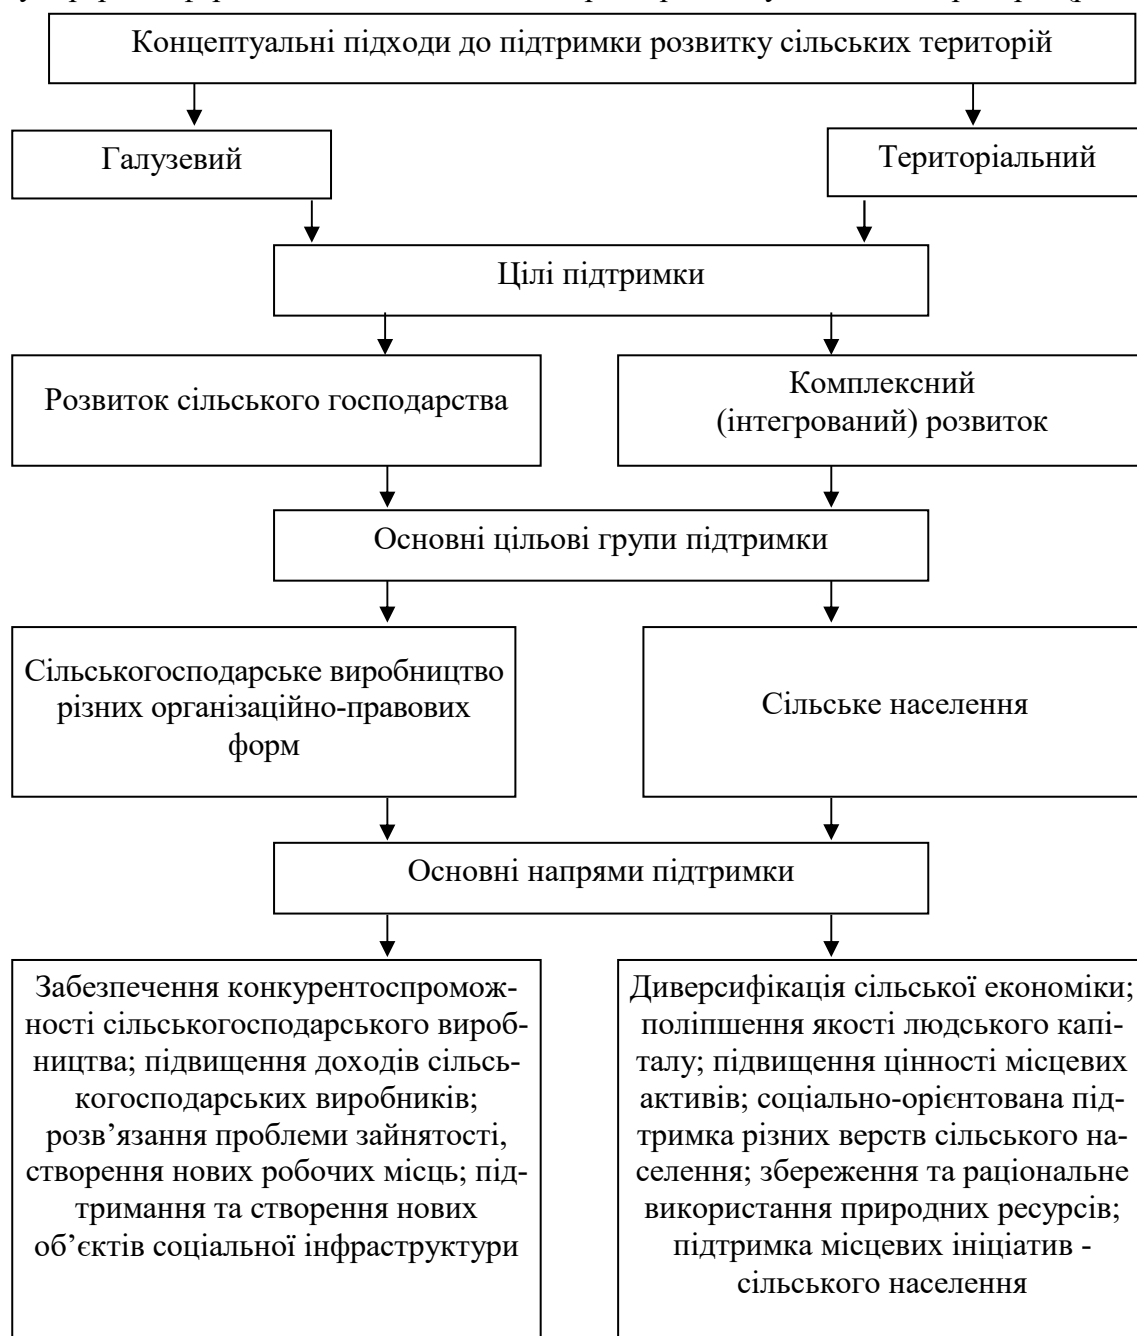 Концептуальні підходи до підтримки розвитку сільських територій
Галузевий
Територіальний
Цілі підтримки
Розвиток сільського господарства
Комплексний
(інтегрований) розвиток
Основні цільові групи підтримки
Сільськогосподарське виробництво
різних організаційно-правових
форм
Сільське населення
Основні напрями підтримки
Забезпечення конкурентоспромож-
ності сільськогосподарського вироб-
ництва; підвищення доходів сіль-
ськогосподарських виробників;
розв’язання проблеми зайнятості,
створення нових робочих місць; під-
тримання та створення нових
об’єктів соціальної інфраструктури
Диверсифікація сільської економіки;
поліпшення якості людського капі-
талу; підвищення цінності місцевих
активів; соціально-орієнтована під-
тримка різних верств сільського на-
селення; збереження та раціональне
використання природних ресурсів;
підтримка місцевих ініціатив -
сільського населення